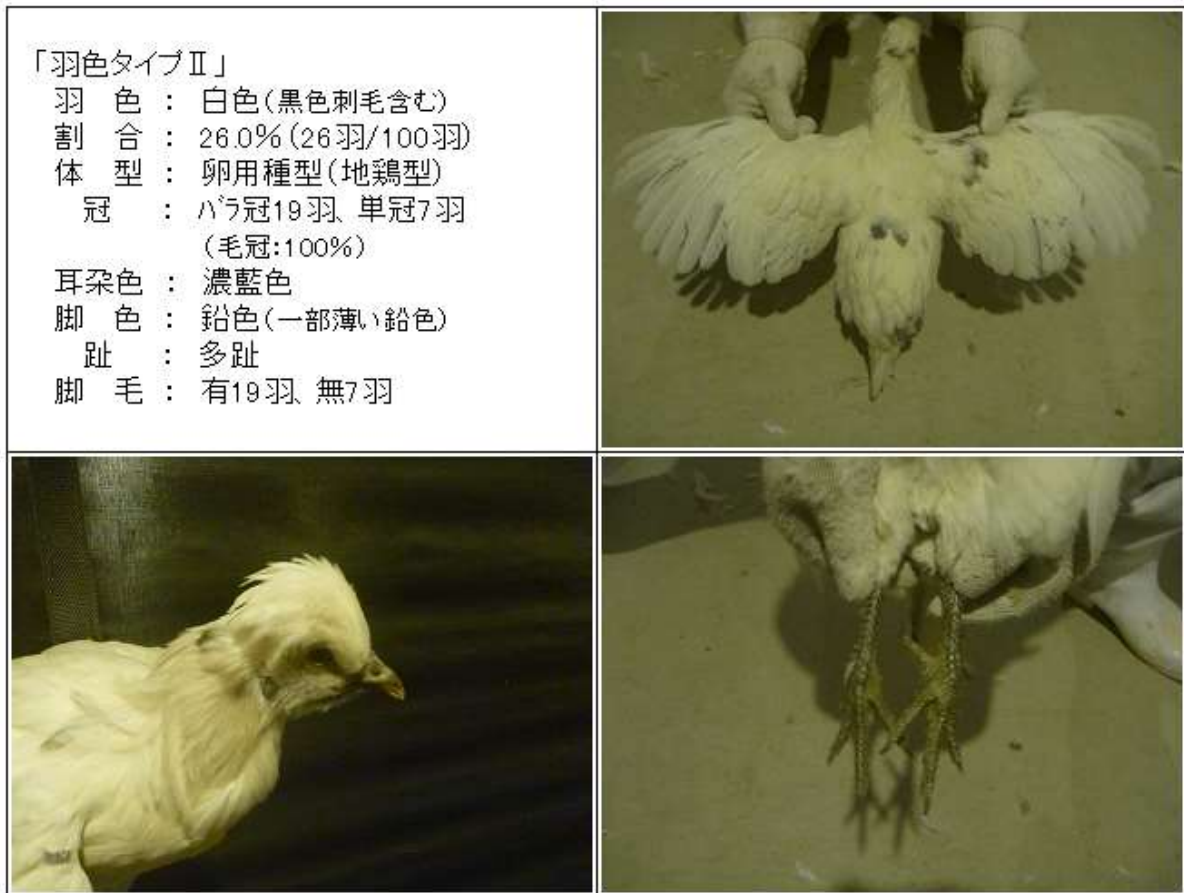 「羽色タイプⅡ」
羽　色 ： 白色(黒色刺毛含む)
割　合 ： 26.0%(26羽/100羽)
体　型 ： 卵用種型(地鶏型)
冠 ： バラ冠19羽、単冠7羽
(毛冠:100%)
耳朶色 ： 濃藍色
脚　色 ： 鉛色(一部薄い鉛色)
趾 ： 多趾
脚　毛 ： 有19羽、無7羽